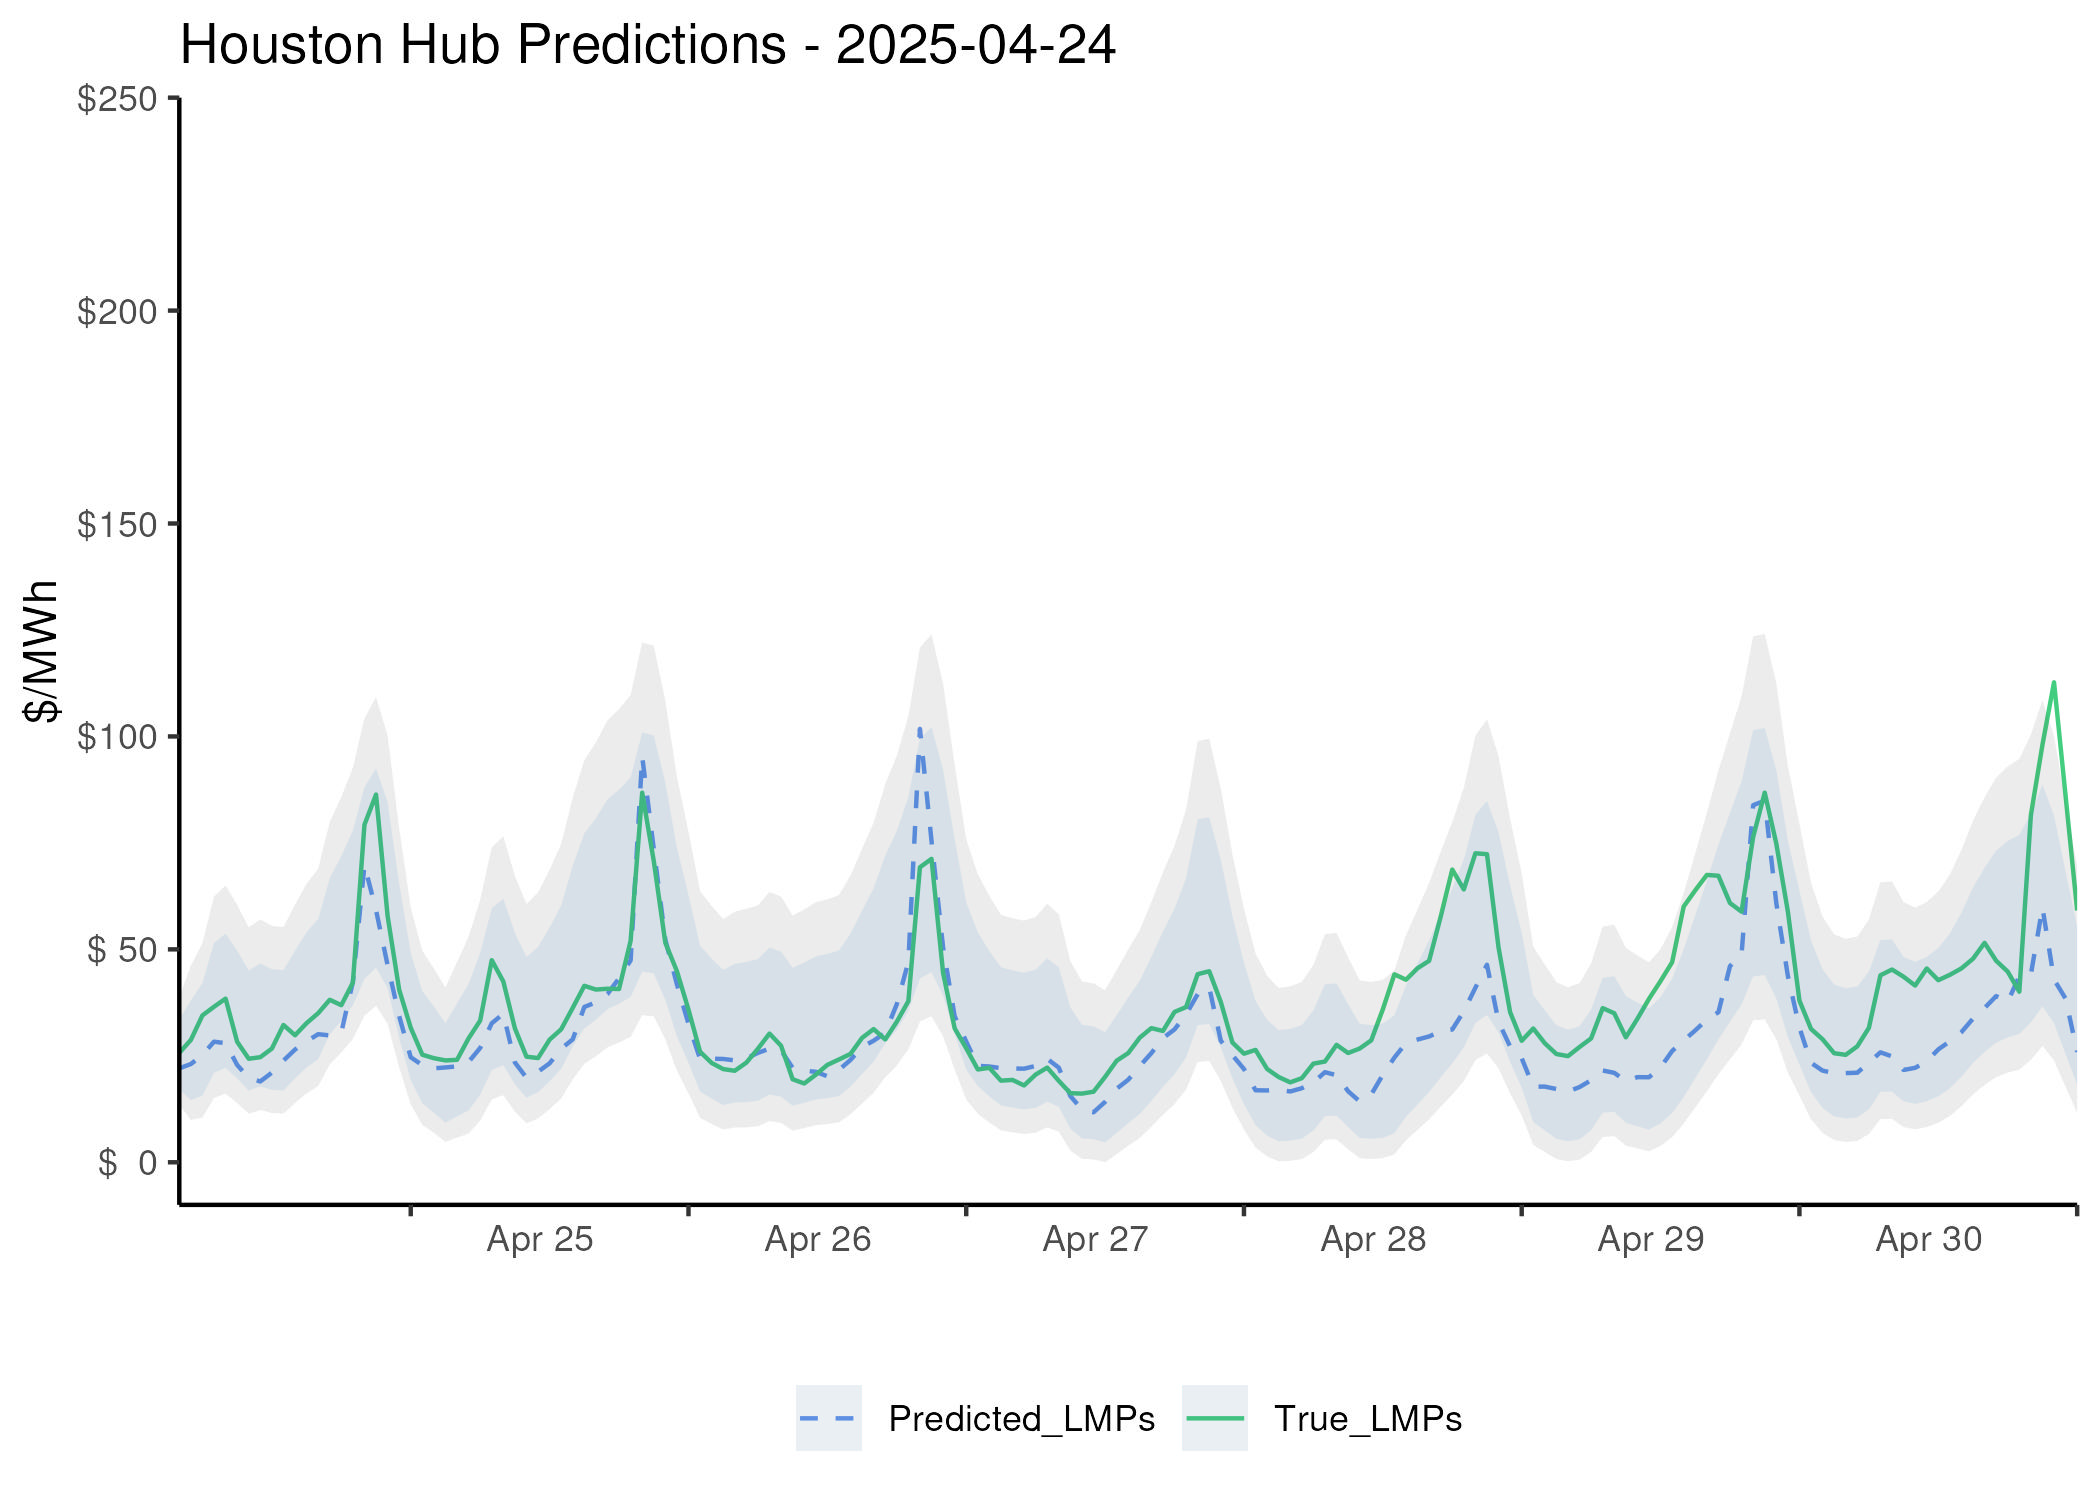 Houston Hub Predictions - 2025-04-24
$250
$200
$150
$100
$ 50
$ 0
$/MWh
Apr 25 Apr 26 Apr 27 Apr 28 Apr 29 Apr 30
Predicted_LMPs True_LMPs